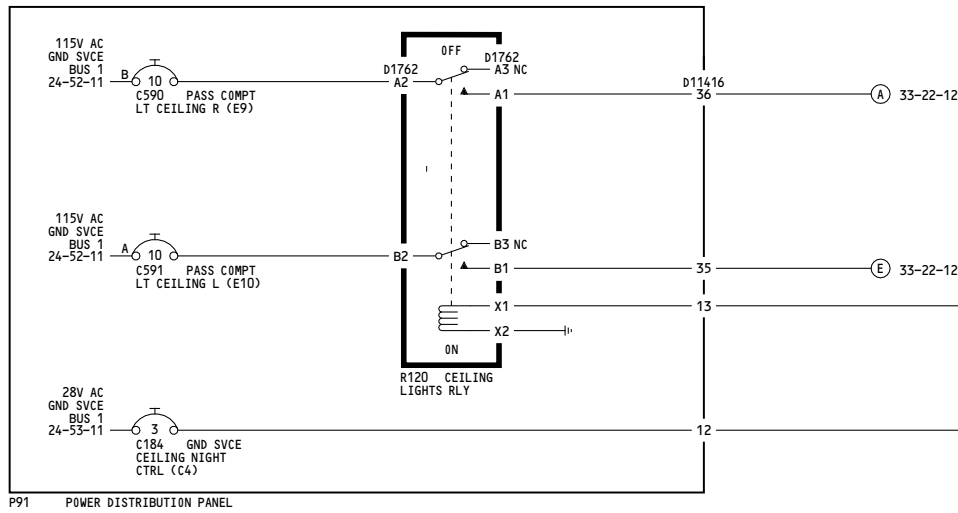 115V AC
GND SVCE
BUS 1
24-52-11
B
10
C590 PASS COMPT
LT CEILING R (E9)
OFF
D1762
A2
D1762
A3 NC
A1
D11416
36
A
33-22-12
115V AC
GND SVCE
BUS 1
24-52-11
A
10
C591 PASS COMPT
LT CEILING L (E10)
B2
B3 NC
B1
35
E
33-22-12
X1
13
X2
ON
R120 CEILING
LIGHTS RLY
28V AC
GND SVCE
BUS 1
24-53-11
3
C184 GND SVCE
CEILING NIGHT
CTRL (C4)
12
P91 POWER DISTRIBUTION PANEL